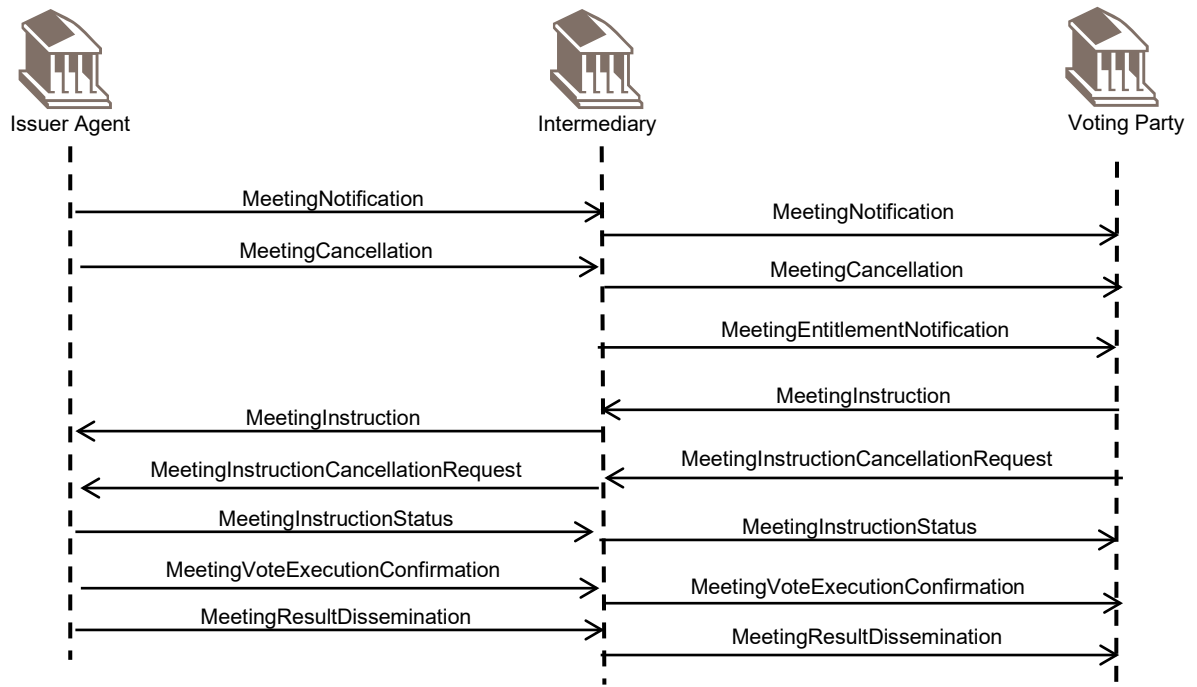 Issuer Agent
Intermediary
Voting Party
MeetingNotification
MeetingNotification
MeetingCancellation
MeetingCancellation
MeetingEntitlementNotification
MeetingInstruction
MeetingInstruction
MeetingInstructionCancellationRequest
MeetingInstructionCancellationRequest
MeetingInstructionStatus
MeetingInstructionStatus
MeetingVoteExecutionConfirmation
MeetingVoteExecutionConfirmation
MeetingResultDissemination
MeetingResultDissemination